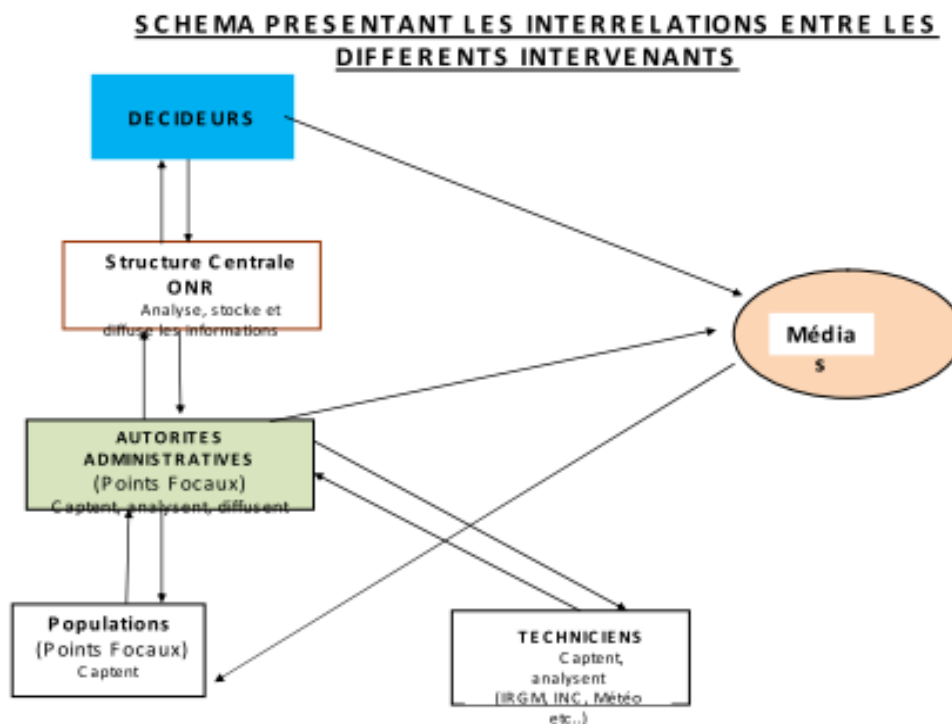 SCHEMA PRESENTANT LES INTERRELATIONS ENTRE LES
DIFFERENTS INTERVENANTS
DECIDEURS
Structure Centrale
ONR
Analyse, stocke et
diffuse les informations
Média
s
AUTORITES
ADMINISTRATIVES
(Points Focaux)
Captent, analysent, diffusent
Populations
(Points Focaux)
Captent
TECHNICIENS
Captent,
analysent
(IRGM, INC, Météo
etc..)